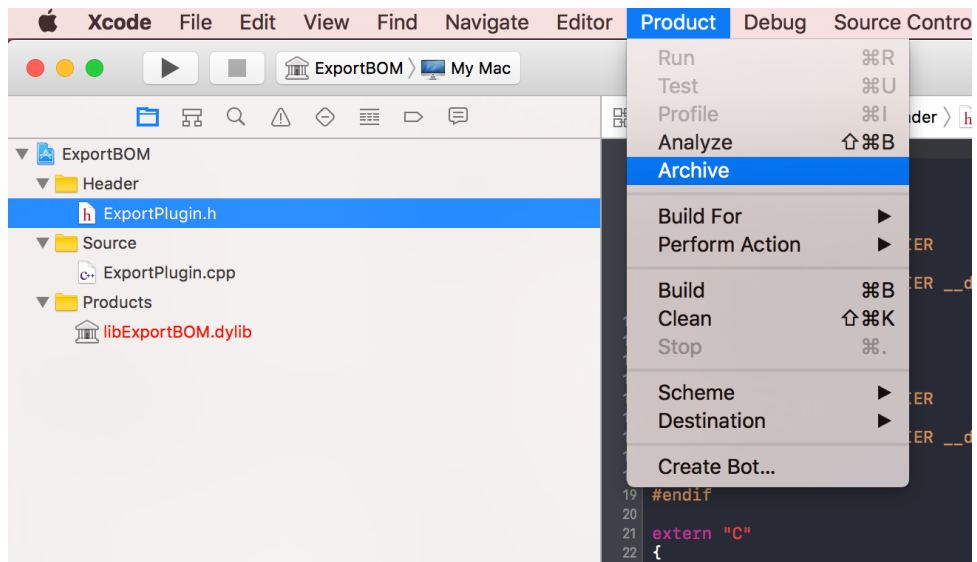 Xcode File Edit View Find Navigate Editor Product Debug Source Contro
ExportBOM 〉 My Mac
der 〉 h
ExportBOM
Header
h ExportPlugin.h
Source
C++ ExportPlugin.cpp
Products
libExportBOM.dylib
Run ⌘R
Test ⌘U
Profile ⌘I
Analyze ⇧⌘B
Archive
Build For ▶
Perform Action ▶
Build ⌘B
Clean ⇧⌘K
Stop ⌘.
Scheme ▶
Destination ▶
Create Bot...
IER
IER __d
IER
IER __d
19 #endif
20
21 extern "C"
22 {